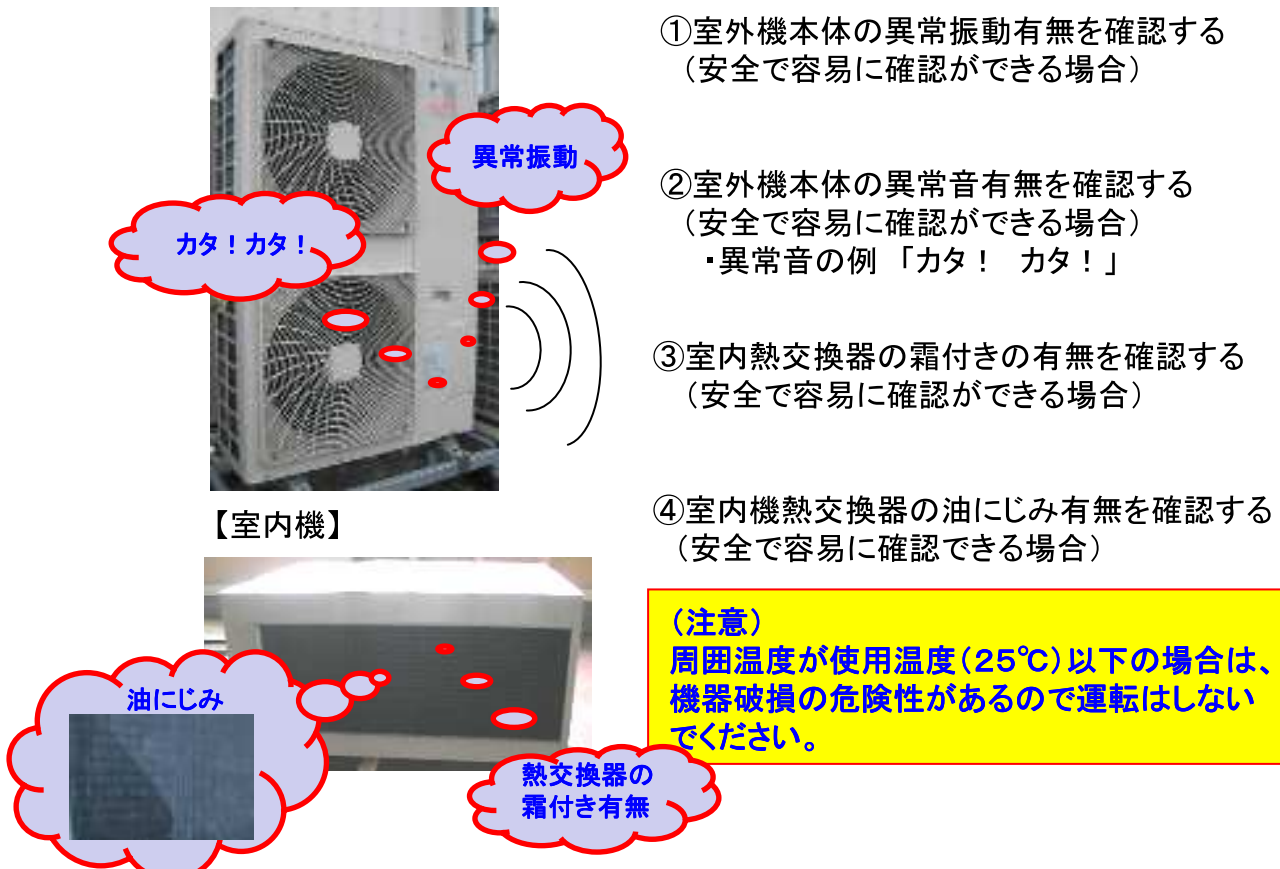 ①室外機本体の異常振動有無を確認する
（安全で容易に確認ができる場合）
異常振動
②室外機本体の異常音有無を確認する
（安全で容易に確認ができる場合）
・異常音の例 「カタ！ カタ！」
カタ！カタ！
③室内熱交換器の霜付きの有無を確認する
（安全で容易に確認ができる場合）
④室内機熱交換器の油にじみ有無を確認する
（安全で容易に確認できる場合）
【室内機】
油にじみ
熱交換器の
霜付き有無
（注意）
周囲温度が使用温度（２５℃）以下の場合は、
機器破損の危険性があるので運転はしない
でください。